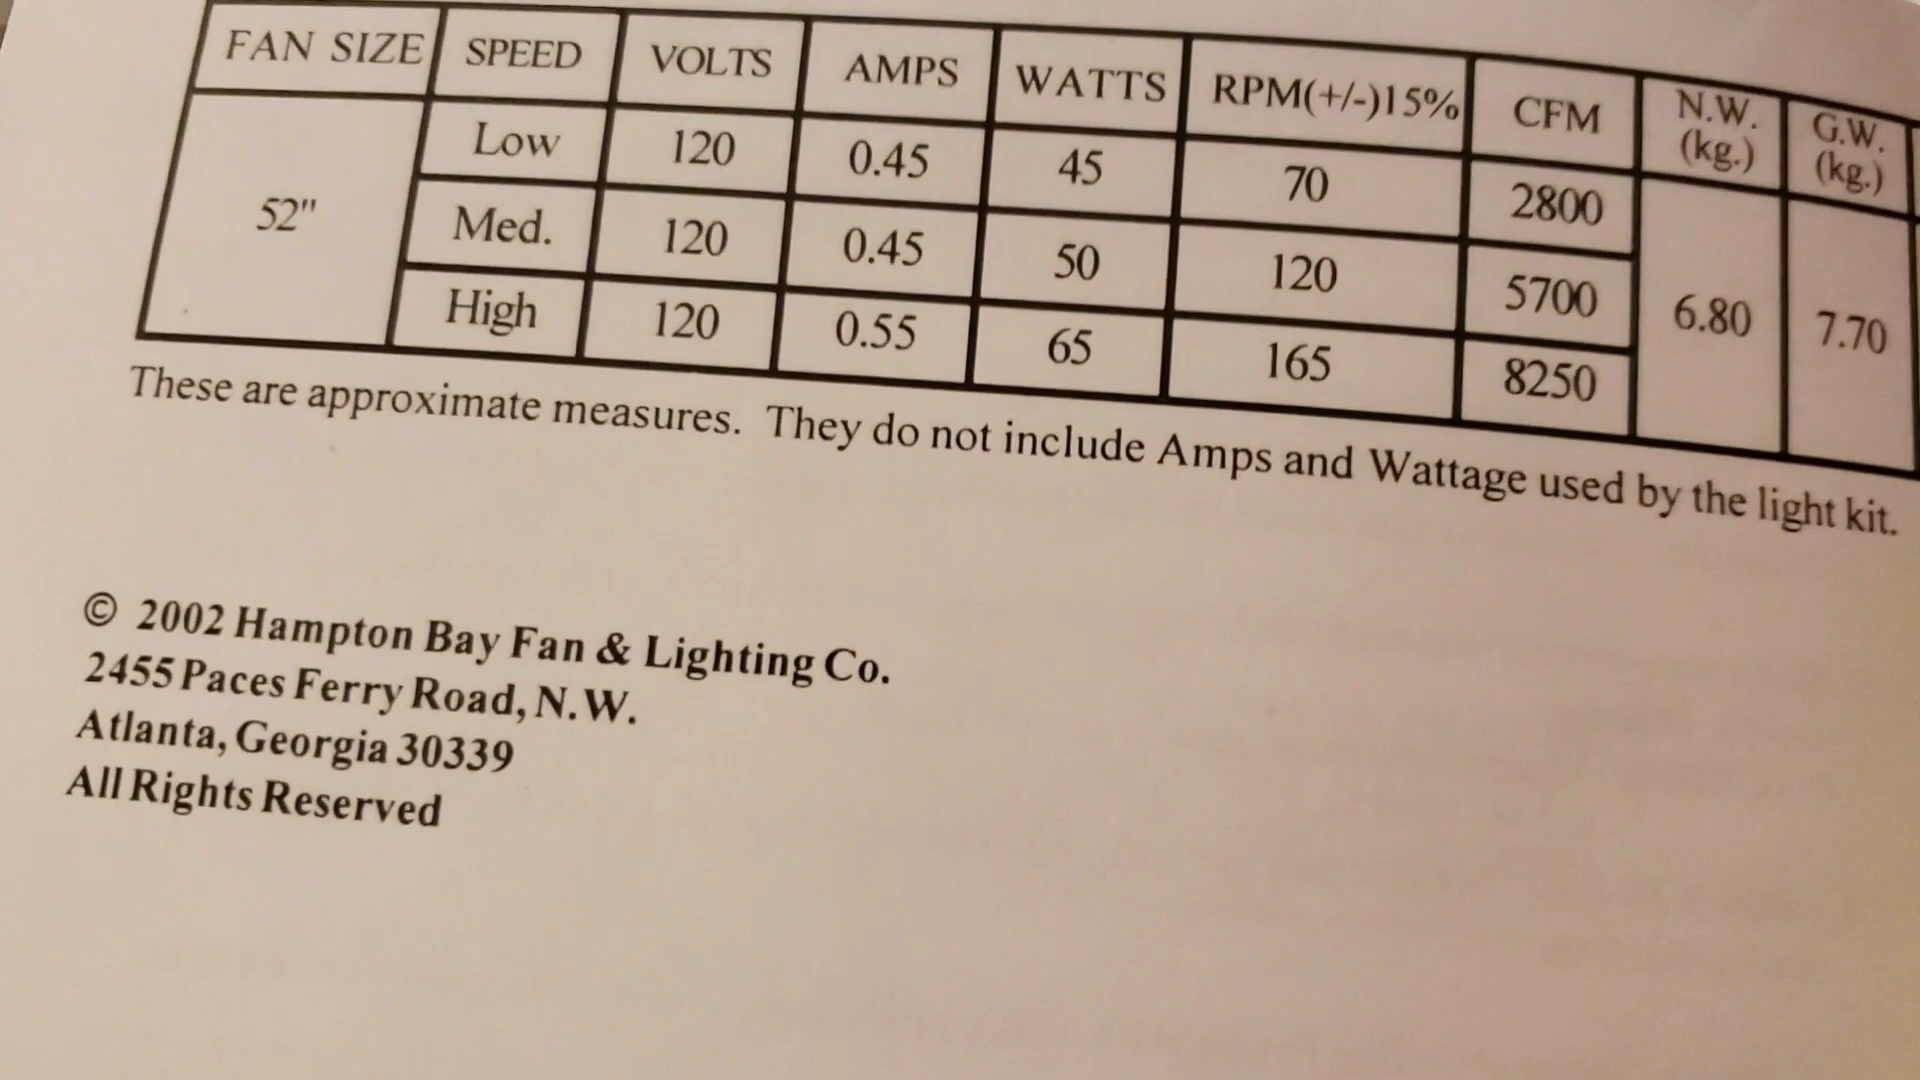 FAN SIZE SPEED VOLTS AMPS WATTS RPM(+/-)15% CFM N.W. (kg.) G.W. (kg.)
52" Low 120 0.45 45 70 2800 6.80 7.70
Med. 120 0.45 50 120 5700
High 120 0.55 65 165 8250
These are approximate measures. They do not include Amps and Wattage used by the light kit.
© 2002 Hampton Bay Fan & Lighting Co.
2455 Paces Ferry Road, N.W.
Atlanta, Georgia 30339
All Rights Reserved